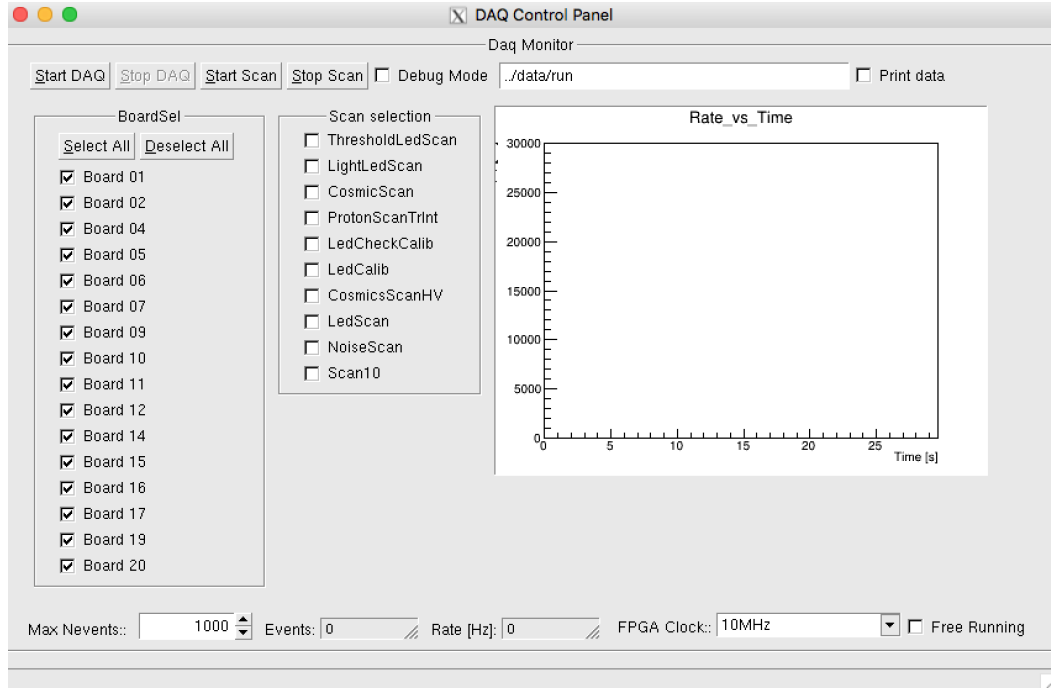 DAQ Control Panel
Daq Monitor
Start DAQ Stop DAQ Start Scan Stop Scan Debug Mode ../data/run Print data
BoardSel
Select All Deselect All
Board 01
Board 02
Board 04
Board 05
Board 06
Board 07
Board 09
Board 10
Board 11
Board 12
Board 14
Board 15
Board 16
Board 17
Board 19
Board 20
Scan selection
ThresholdLedScan
LightLedScan
CosmicScan
ProtonScanTrInt
LedCheckCalib
LedCalib
CosmicsScanHV
LedScan
NoiseScan
Scan10
Rate_vs_Time
30000
25000
20000
15000
10000
5000
0
0 5 10 15 20 25
Time [s]
Max Nevents:: 1000 Events: 0 Rate [Hz]: 0 FPGA Clock:: 10MHz Free Running